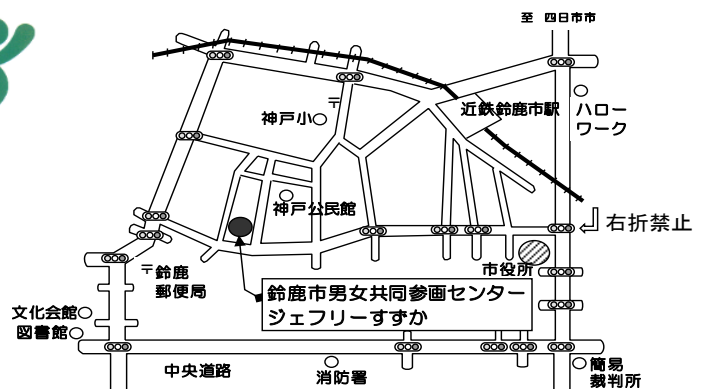 至 四日市市
近鉄鈴鹿市駅
ハロー
ワーク
〒
神戸小
神戸公民館
右折禁止
市役所
〒鈴鹿
郵便局
鈴鹿市男女共同参画センター
ジェフリーすずか
文化会館
図書館
中央道路
消防署
簡易
裁判所